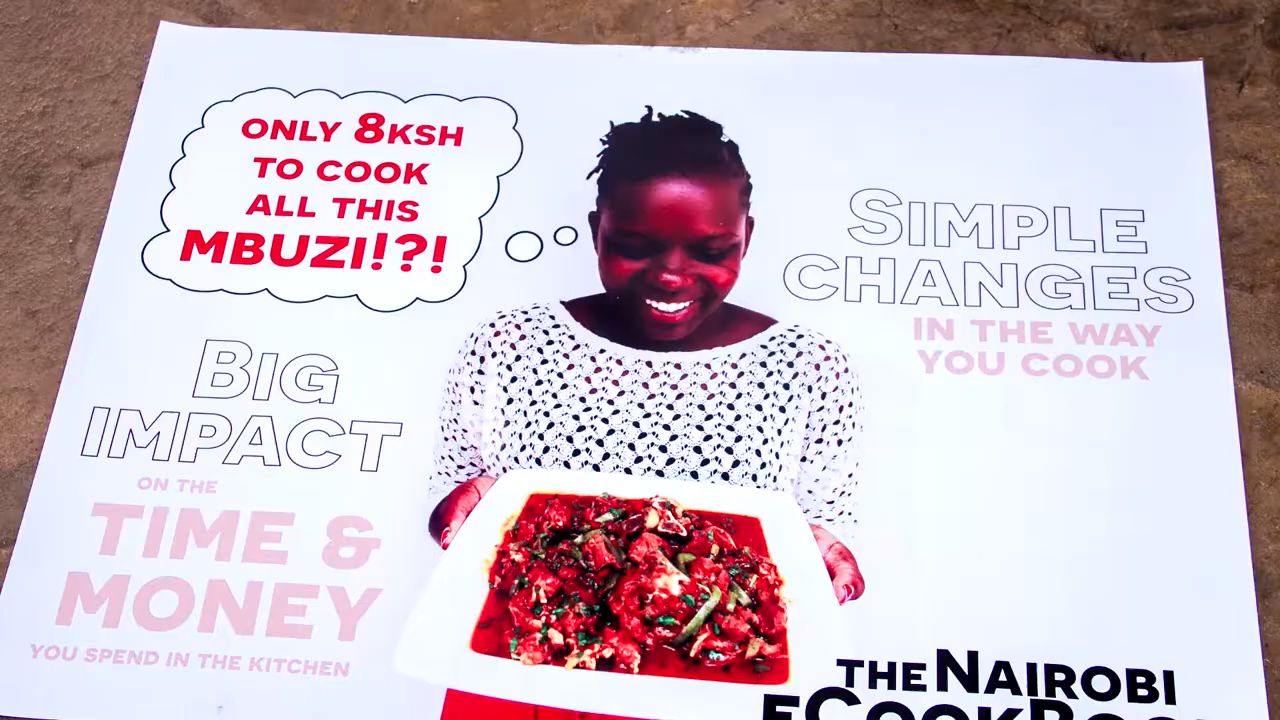 ONLY 8KSH
TO COOK
ALL THIS
MBUZI!?!
SIMPLE
CHANGES
IN THE WAY
YOU COOK
BIG
IMPACT
ON THE
TIME &
MONEY
YOU SPEND IN THE KITCHEN
THE NAIROBI